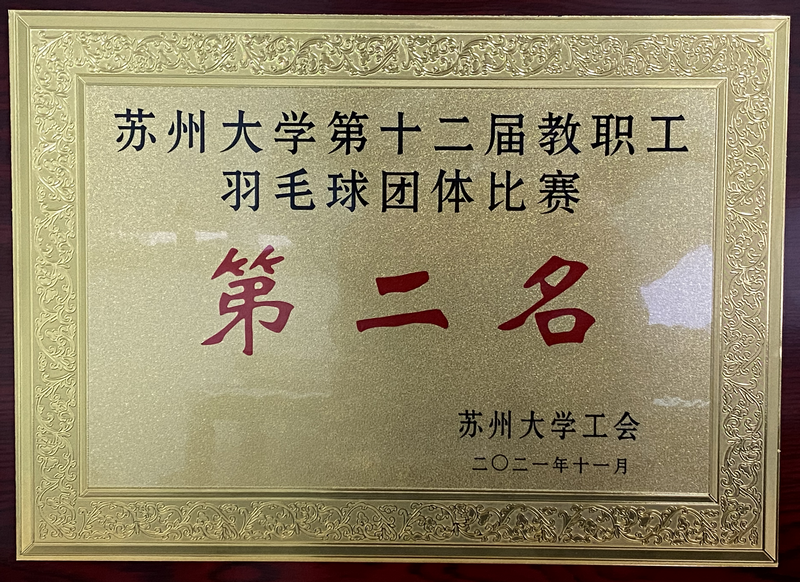 苏州大学第十二届教职工
羽毛球团体比赛
第二名
苏州大学工会
二〇二一年十一月